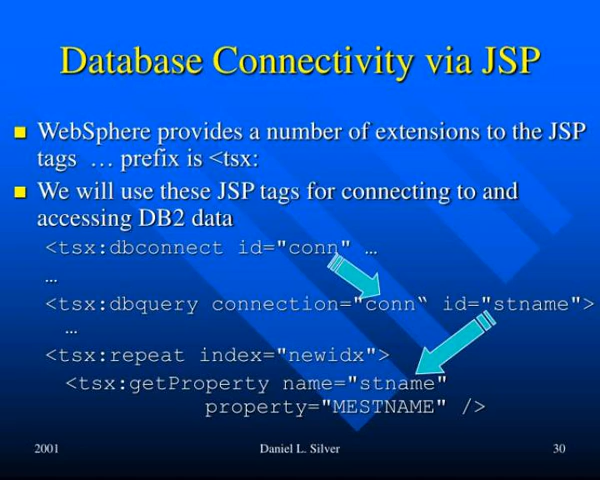 Database Connectivity via JSP
WebSphere provides a number of extensions to the JSP
tags … prefix is <tsx:
We will use these JSP tags for connecting to and
accessing DB2 data
<tsx:dbconnect id="conn" …
…
<tsx:dbquery connection="conn“ id="stname">
…
<tsx:repeat index="newidx">
<tsx:getProperty name="stname"
property="MESTNAME" />
2001 Daniel L. Silver 30